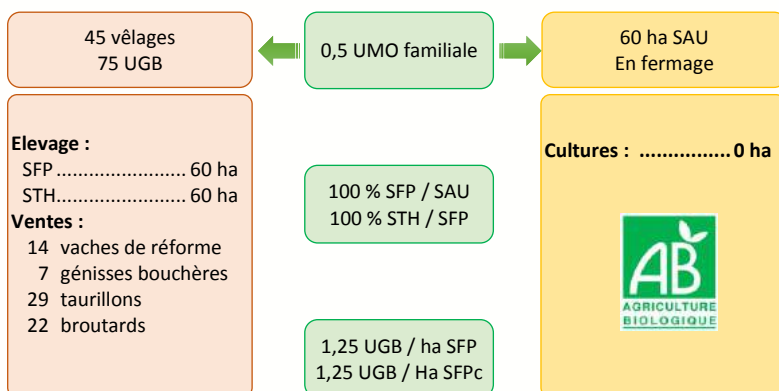 45 vêlages
75 UGB
0,5 UMO familiale
60 ha SAU
En fermage
Elevage :
SFP ........................ 60 ha
STH........................ 60 ha
Ventes :
14 vaches de réforme
7 génisses bouchères
29 taurillons
22 broutards
100 % SFP / SAU
100 % STH / SFP
1,25 UGB / ha SFP
1,25 UGB / Ha SFPc
Cultures : ................ 0 ha
AB
AGRICULTURE
BIOLOGIQUE